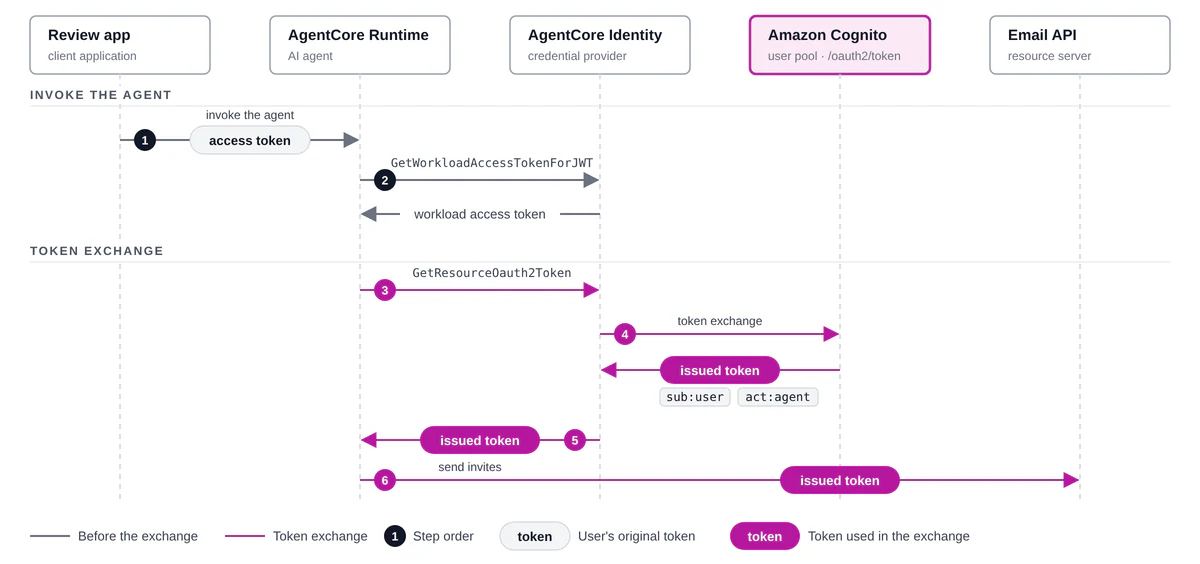 Review app
client application
AgentCore Runtime
AI agent
AgentCore Identity
credential provider
Amazon Cognito
user pool · /oauth2/token
Email API
resource server
INVOKE THE AGENT
invoke the agent
1
access token
GetWorkloadAccessTokenForJWT
2
workload access token
TOKEN EXCHANGE
GetResourceOauth2Token
3
token exchange
4
issued token
sub:user act:agent
issued token
5
send invites
6
issued token
Before the exchange
Token exchange
1 Step order
token User's original token
token Token used in the exchange